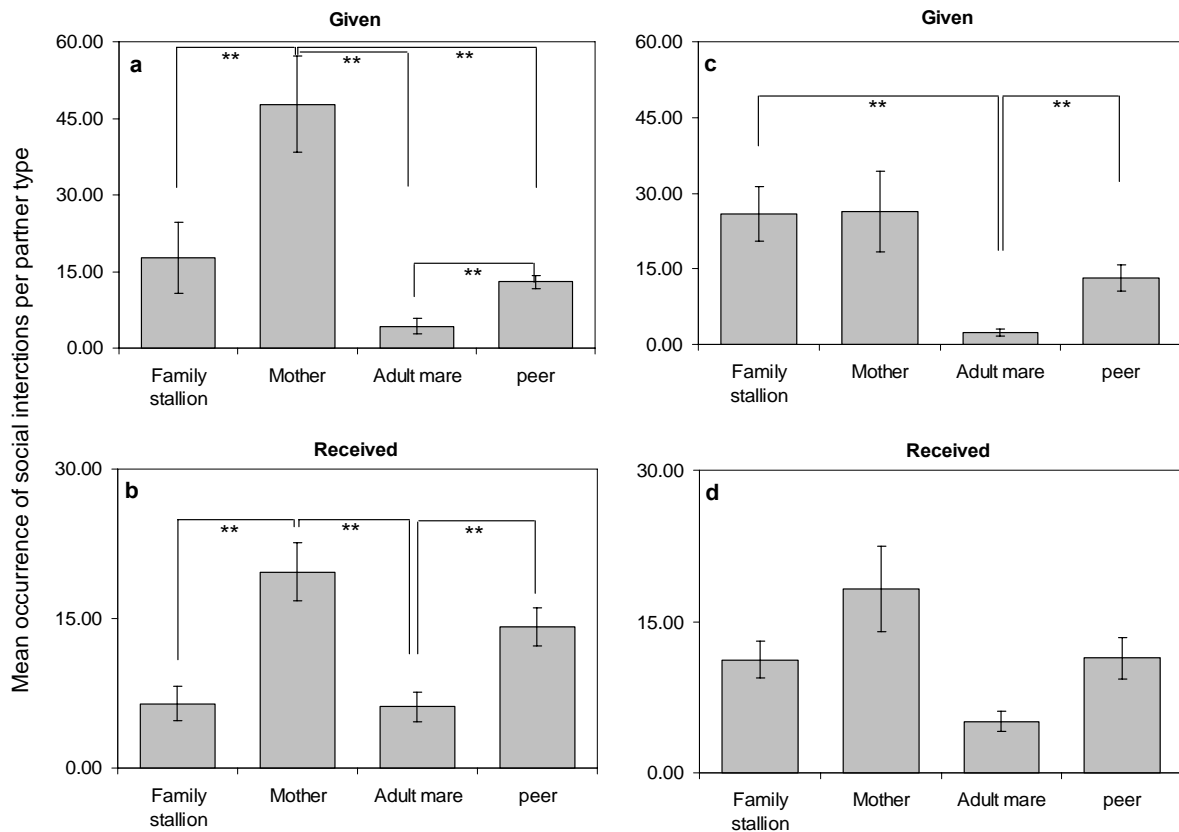 Mean occurrence of social interctions per partner type
Given
a
60.00
45.00
30.00
15.00
0.00
**
**
**
**
Family
stallion
Mother
Adult mare
peer
Given
c
60.00
45.00
30.00
15.00
0.00
**
**
Family
stallion
Mother
Adult mare
peer
Received
b
30.00
15.00
0.00
**
**
**
Family
stallion
Mother
Adult mare
peer
Received
d
30.00
15.00
0.00
Family
stallion
Mother
Adult mare
peer